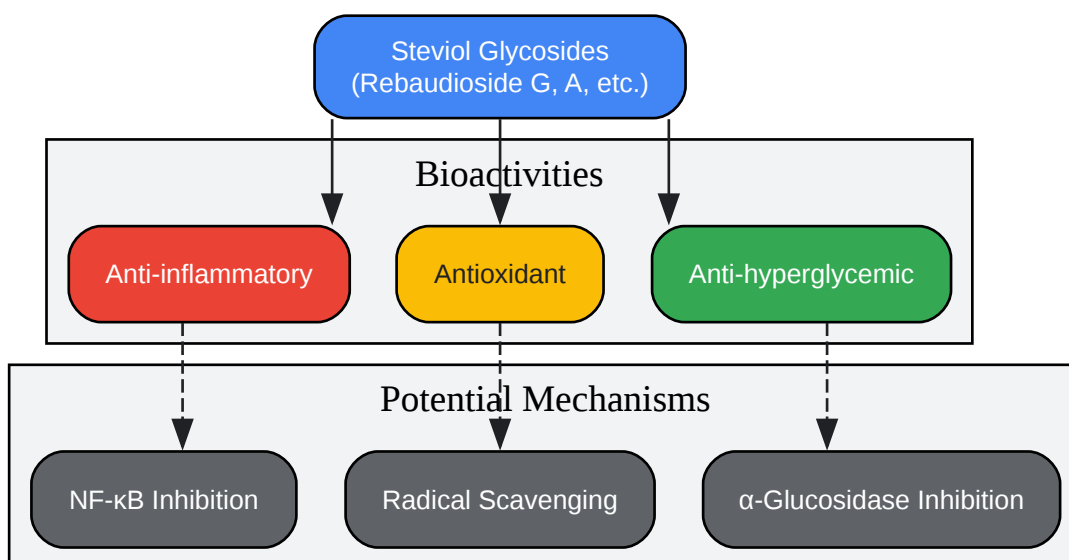 Steviol Glycosides
(Rebaudioside G, A, etc.)
Bioactivities
Anti-inflammatory
Antioxidant
Anti-hyperglycemic
Potential Mechanisms
NF-κB Inhibition
Radical Scavenging
α-Glucosidase Inhibition